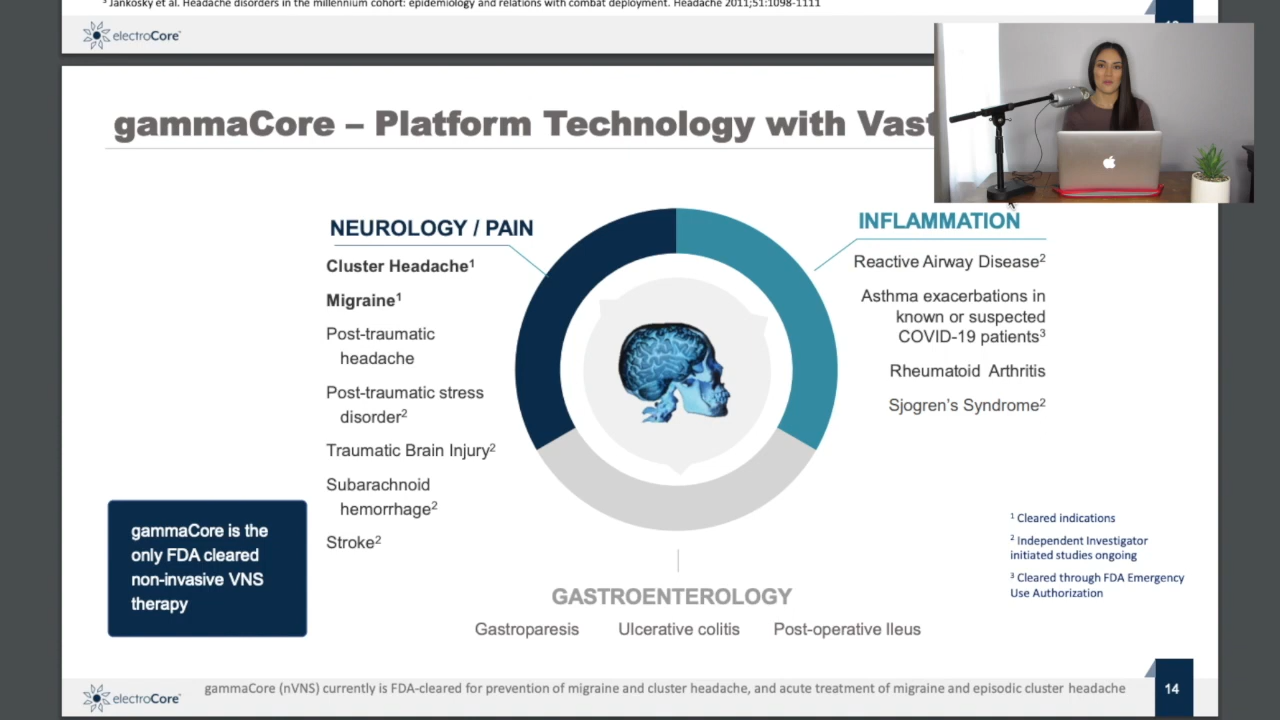 ³ Jankosky et al. Headache disorders in the millennium cohort: epidemiology and relations with combat deployment. Headache 2011;51:1098-1111
electroCore
gammaCore – Platform Technology with Vast
NEUROLOGY / PAIN
Cluster Headache¹
Migraine¹
Post-traumatic
headache
Post-traumatic stress
disorder²
Traumatic Brain Injury²
Subarachnoid
hemorrhage²
Stroke²
INFLAMMATION
Reactive Airway Disease²
Asthma exacerbations in
known or suspected
COVID-19 patients³
Rheumatoid Arthritis
Sjogren's Syndrome²
gammaCore is the
only FDA cleared
non-invasive VNS
therapy
¹ Cleared indications
² Independent Investigator
initiated studies ongoing
³ Cleared through FDA Emergency
Use Authorization
GASTROENTEROLOGY
Gastroparesis Ulcerative colitis Post-operative Ileus
electroCore
gammaCore (nVNS) currently is FDA-cleared for prevention of migraine and cluster headache, and acute treatment of migraine and episodic cluster headache
14